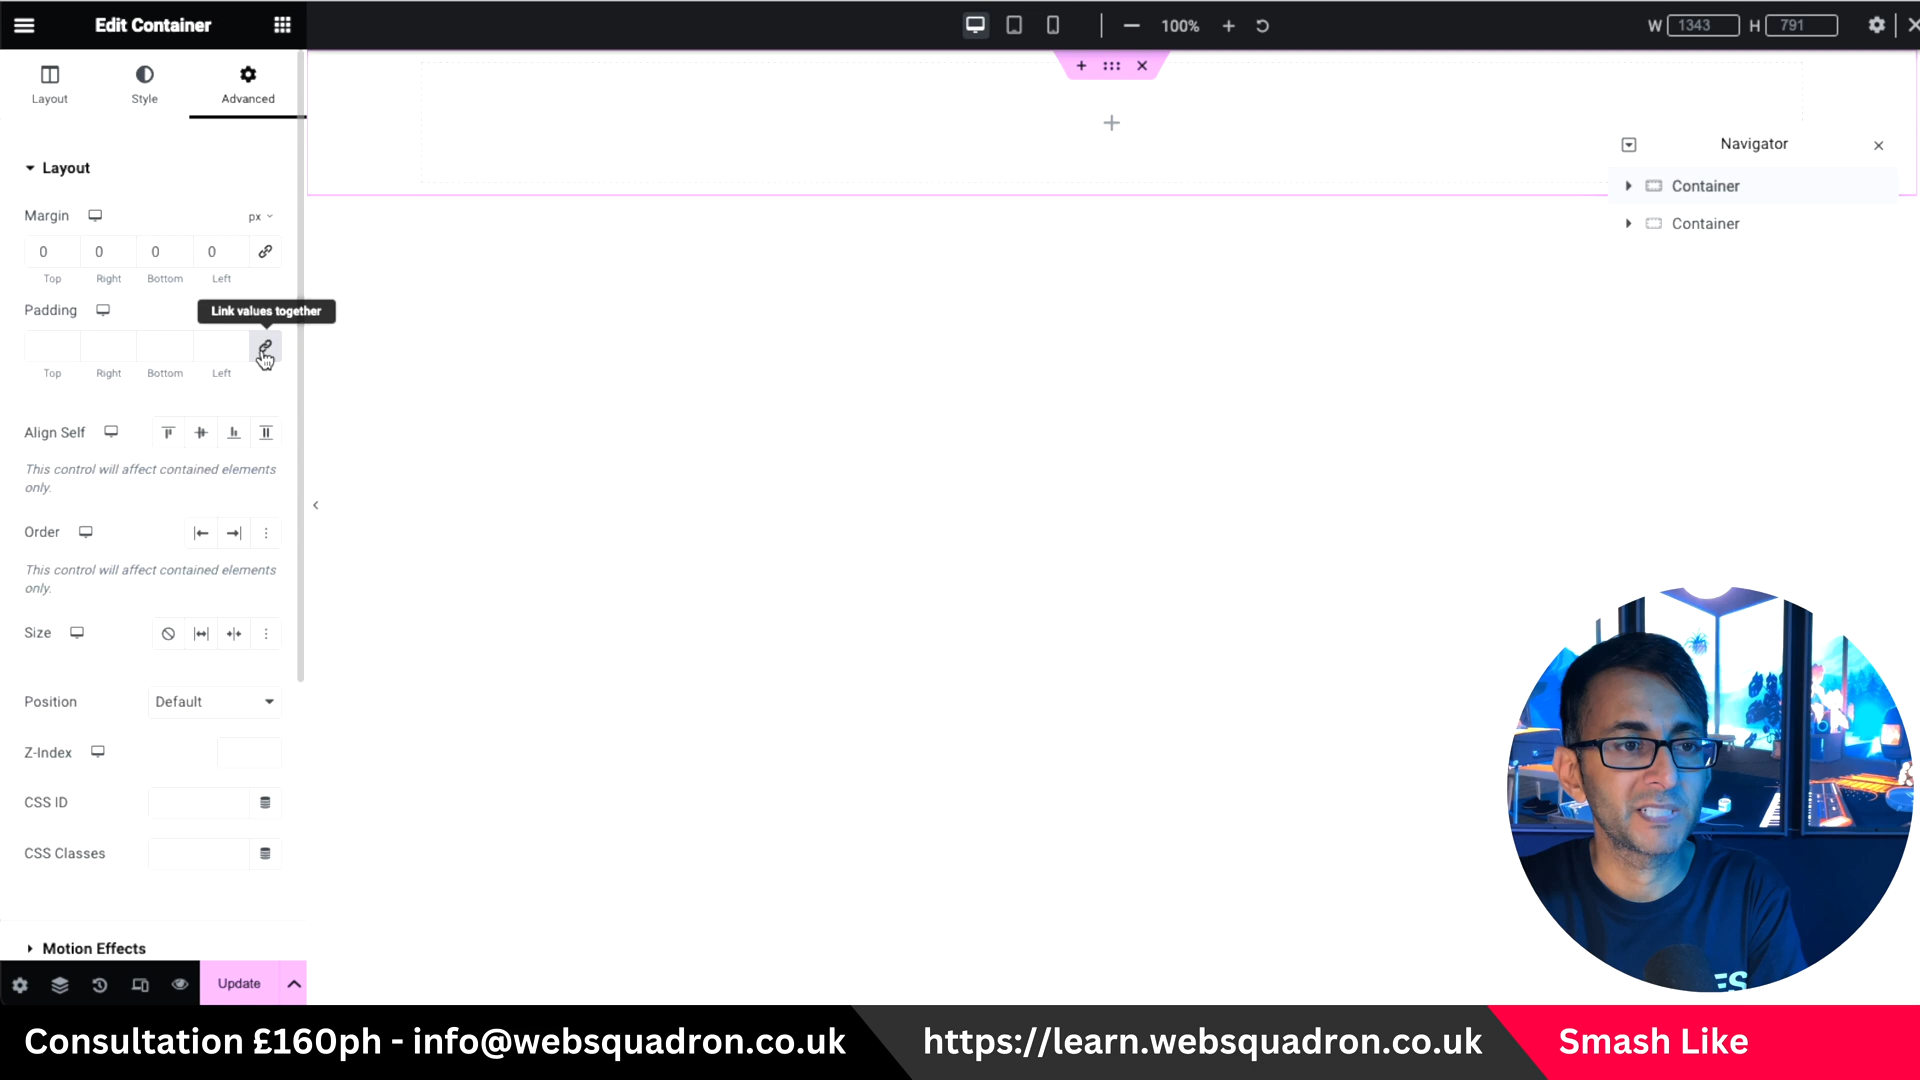 Edit Container
100%
W 1343 H 791
Layout
Style
Advanced
Layout
Margin
px
0
0
0
0
Top
Right
Bottom
Left
Link values together
Padding
Top
Right
Bottom
Left
Align Self
This control will affect contained elements
only.
Order
This control will affect contained elements
only.
Size
Position
Default
Z-Index
CSS ID
CSS Classes
Motion Effects
Update
Navigator
Container
Container
ES
Consultation £160ph - info@websquadron.co.uk
https://learn.websquadron.co.uk
Smash Like